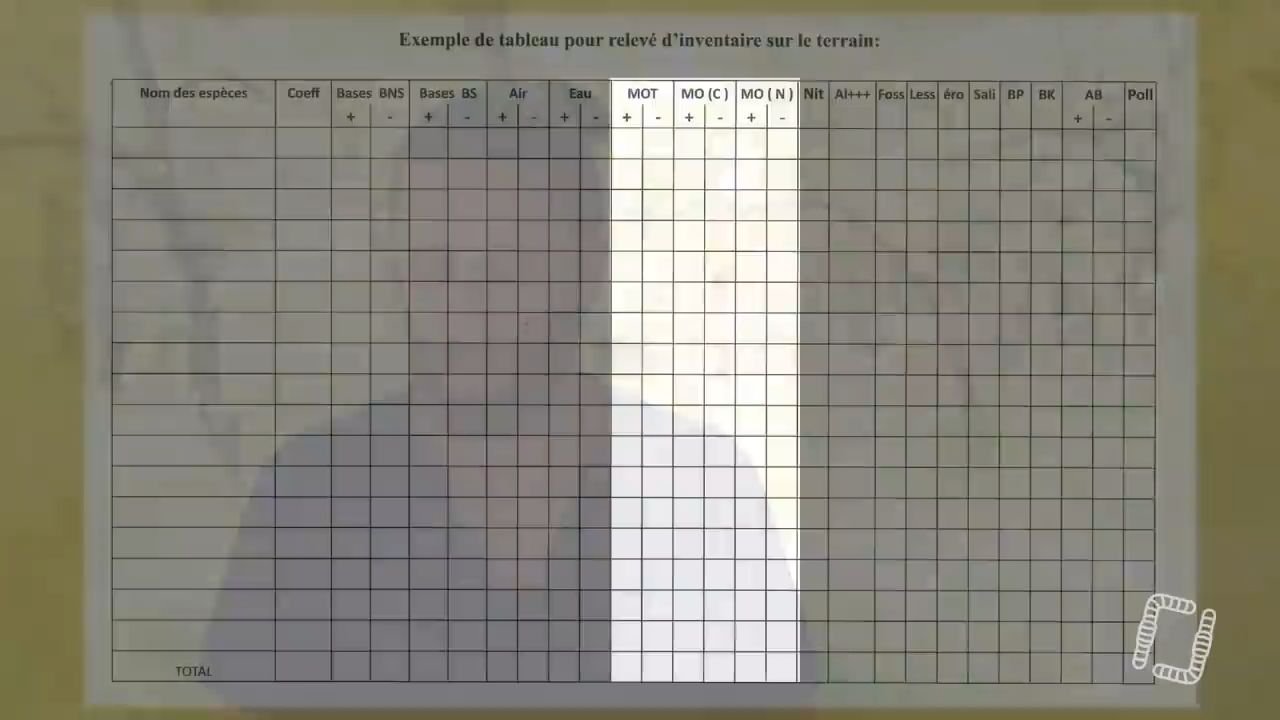 Exemple de tableau pour relevé d'inventaire sur le terrain:
Nom des espèces Coeff Bases BNS Bases BS Air Eau MOT MO (C ) MO ( N ) Nit Al+++ Foss Less éro Sali BP BK AB Poll
+ - + - + - + - + - + - + - + -
TOTAL